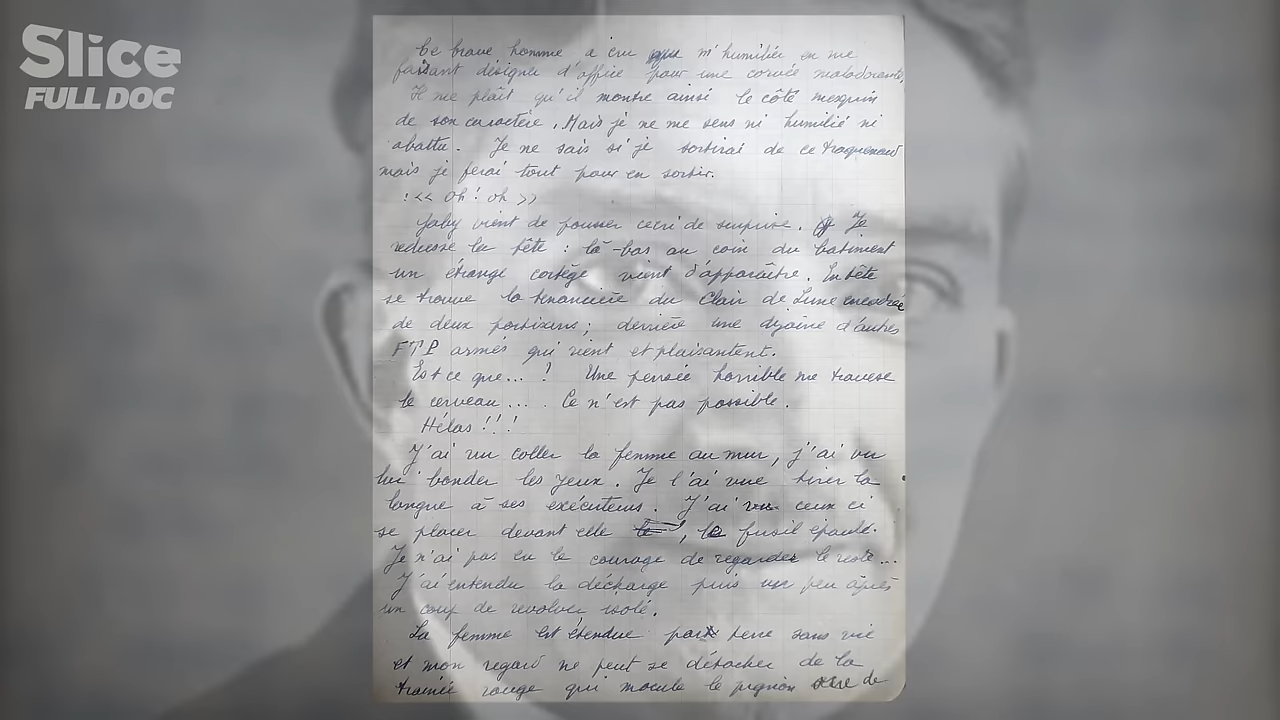 Slice
FULL DOC
Ce brave homme a cru m'humilier en me
faisant désigner d'office pour une corvée malodorante.
Il me plaît qu'il montre ainsi le côté mesquin
de son caractère. Mais je ne me sens ni humilié ni
abattu. Je ne sais si je sortirai de ce traquenard
mais je ferai tout pour en sortir.
: << Oh ! oh >>
Gaby vient de pousser ce cri de surprise. Je
redresse la tête : là-bas au coin du batiment
un étrange cortège vient d'apparaître. En tête
se trouve la tenancière du Clair de Lune encadrée
de deux partisans ; derrière une dizaine d'autres
FTP armés qui rient et plaisantent.
Est ce que... ! Une pensée horrible me traverse
le cerveau.... Ce n'est pas possible.
Hélas !!!
J'ai vu coller la femme au mur, j'ai vu
lui bander les yeux. Je l'ai vue tirer la
langue à ses exécuteurs. J'ai vu ceux ci
se placer devant elle, le fusil épaulé.
Je n'ai pas eu le courage de regarder le reste...
J'ai entendu la décharge puis un peu après
un coup de revolver isolé.
La femme est étendue par terre sans vie
et mon regard ne peut se détacher de la
trainée rouge qui macule le pignon de